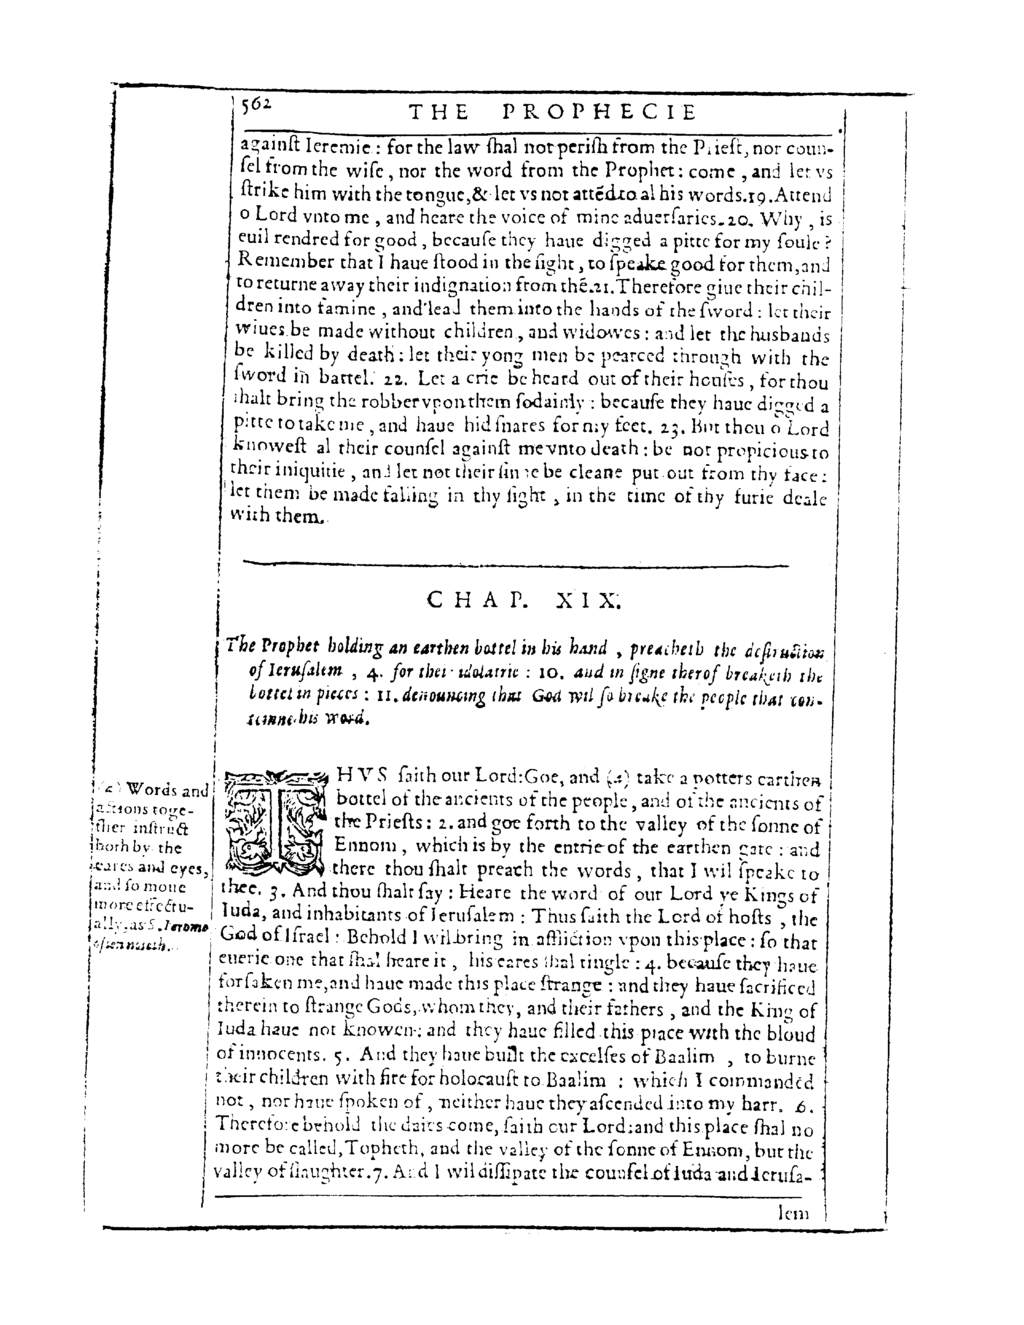 562 THE PROPHECIE
againſt Ieremie : for the law ſhal not periſh from the Prieſt, nor coun-
ſel from the wiſe , nor the word from the Prophet : come , and let vs
ſtrike him with the tongue,& let vs not attēd to al his words.19.Attend
o Lord vnto me , and heare the voice of mine aduerſaries. 20. Why , is
euil rendred for good , becauſe they haue digged a pitte for my ſoule ?
Remember that I haue ſtood in the ſight , to ſpeake good for them,and
to returne away their indignation from thē.21.Therefore giue their chil-
dren into famine , and lead them into the hands of the ſword : let their
wiues be made without children , and widowes : and let the husbands
be killed by death : let their yong men be pearced through with the
ſword in battel. 22. Let a crie be heard out of their houſes , for thou
ſhalt bring the robber vpon them ſodainly : becauſe they haue digged a
pitte to take me , and haue hid ſnares for my feet. 23. But thou o Lord
knoweſt al their counſel againſt me vnto death : be not propicious to
their iniquitie , and let not their ſinne be cleane put out from thy face :
let them be made falling in thy ſight , in the time of thy furie deale
with them.
CHAP. XIX.
The Prophet holding an earthen bottel in his hand , preacheth the deſtruction
of Ieruſalem , 4. for their idolatrie : 10. and in ſigne therof breaketh the
bottel in pieces : 11. denouncing that God wil ſo breake the people that con-
temne his word.
(a) Words and
actions toge-
ther inſtruct
both by the
eares and eyes,
and ſo moue
more effectu-
ally, as S. Ierome
THVS ſaith our Lord:Goe, and (a) take a potters earthen
bottel of the ancients of the people , and of the ancients of
the Prieſts : 2. and goe forth to the valley of the ſonne of
Ennom , which is by the entrie of the earthen gate : and
there thou ſhalt preach the words , that I wil ſpeake to
thee. 3. And thou ſhalt ſay : Heare the word of our Lord ye Kings of
Iuda, and inhabitants of Ieruſalem : Thus ſaith the Lord of hoſts , the
God of Iſrael : Behold I wil bring in affliction vpon this place : ſo that
euerie one that ſhal heare it , his eares ſhal tingle : 4. becauſe they haue
forſaken me,and haue made this place ſtrange : and they haue ſacrificed
therein to ſtrange Gods, whom they, and their fathers , and the King of
Iuda haue not knowen : and they haue filled this place with the bloud
of innocents. 5. And they haue built the excelſes of Baalim , to burne
their children with fire for holocauſt to Baalim : which I commanded
not , nor haue ſpoken of , neither haue they aſcended into my hart. 6.
Therefore behold the daies come, ſaith our Lord:and this place ſhal no
more be called, Topheth, and the valley of the ſonne of Ennom, but the
valley of ſlaughter.7. And I wil diſſipate the counſel of Iuda and Ieruſa-
lem